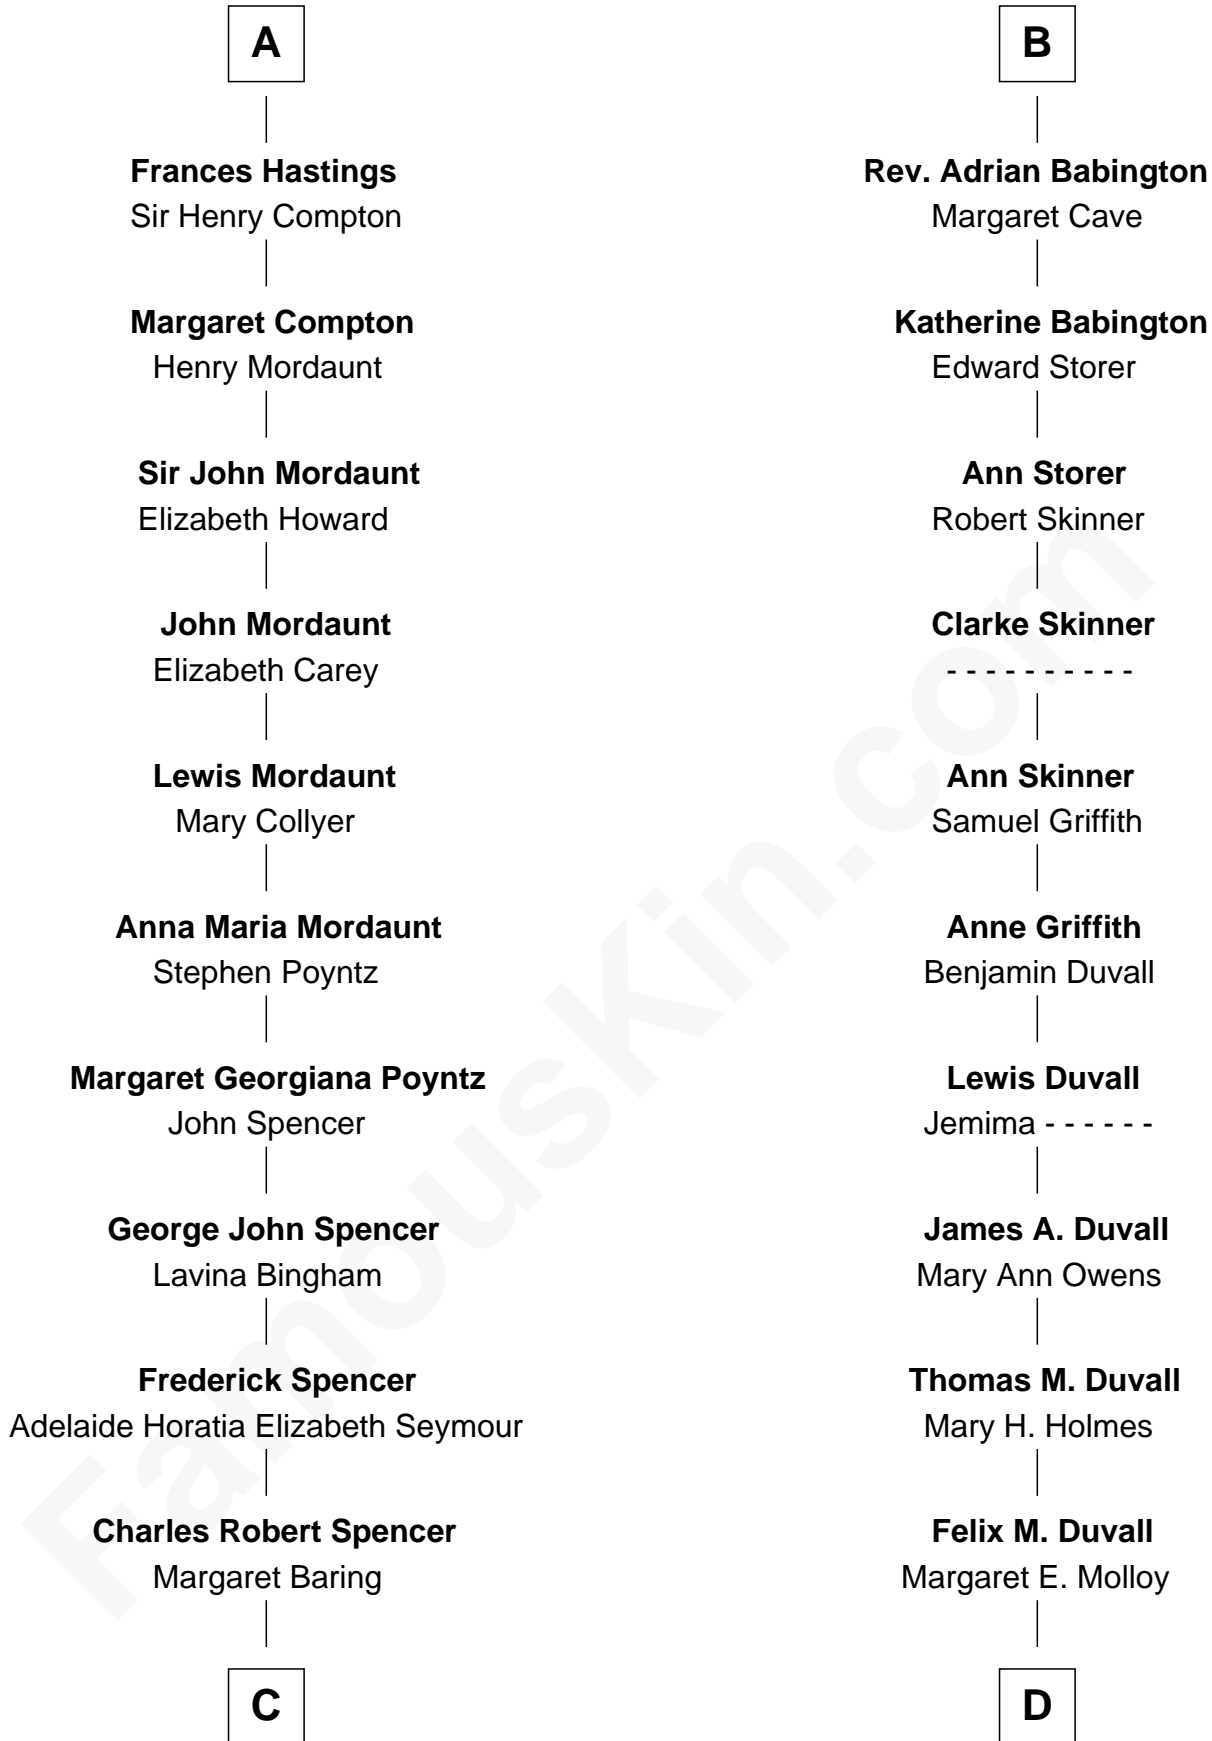 A
Frances Hastings
Sir Henry Compton
Margaret Compton
Henry Mordaunt
Sir John Mordaunt
Elizabeth Howard
John Mordaunt
Elizabeth Carey
Lewis Mordaunt
Mary Collyer
Anna Maria Mordaunt
Stephen Poyntz
Margaret Georgiana Poyntz
John Spencer
George John Spencer
Lavina Bingham
Frederick Spencer
Adelaide Horatia Elizabeth Seymour
Charles Robert Spencer
Margaret Baring
C
B
Rev. Adrian Babington
Margaret Cave
Katherine Babington
Edward Storer
Ann Storer
Robert Skinner
Clarke Skinner
- - - - - - - - - -
Ann Skinner
Samuel Griffith
Anne Griffith
Benjamin Duvall
Lewis Duvall
Jemima - - - - - -
James A. Duvall
Mary Ann Owens
Thomas M. Duvall
Mary H. Holmes
Felix M. Duvall
Margaret E. Molloy
D
FamousKin.com